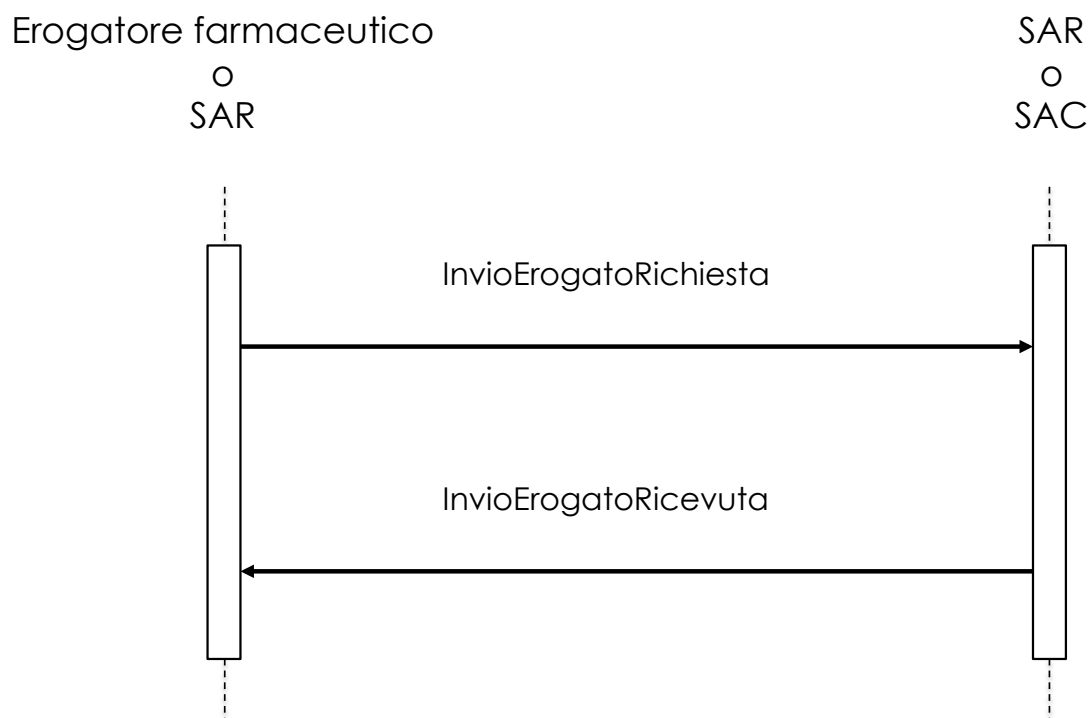 Erogatore farmaceutico
o
SAR
SAR
o
SAC
InvioErogatoRichiesta
InvioErogatoRicevuta